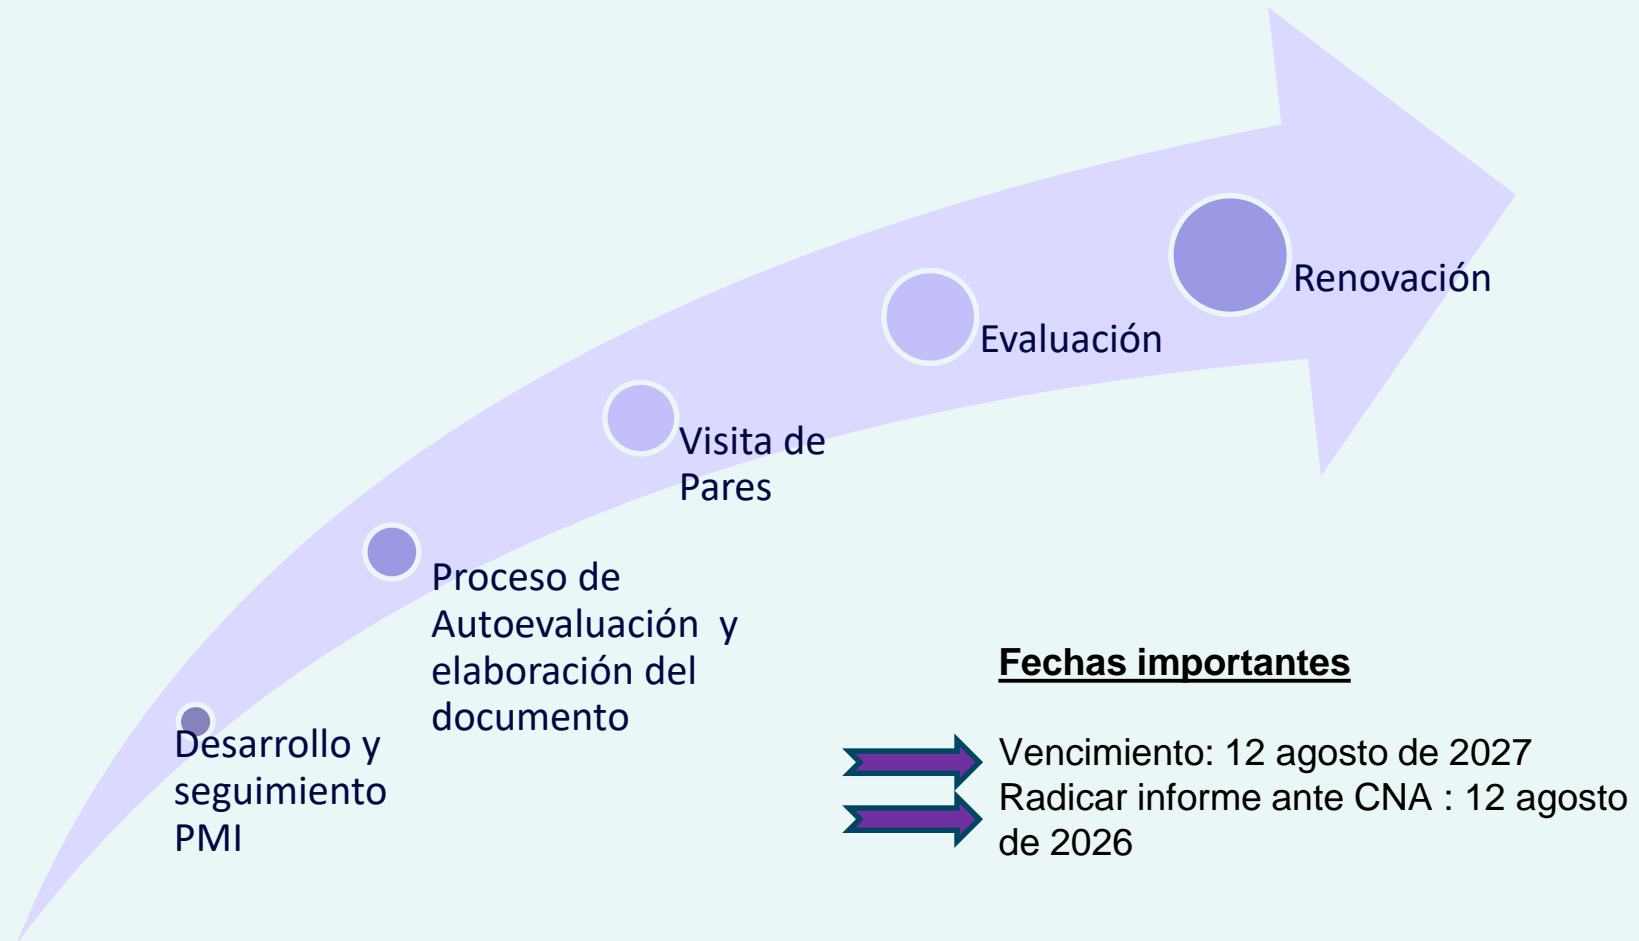 Desarrollo y
seguimiento
PMI
Proceso de
Autoevaluación  y
elaboración del
documento
Visita de
Pares
Evaluación
Renovación
Fechas importantes
Vencimiento: 12 agosto de 2027
Radicar informe ante CNA : 12 agosto
de 2026